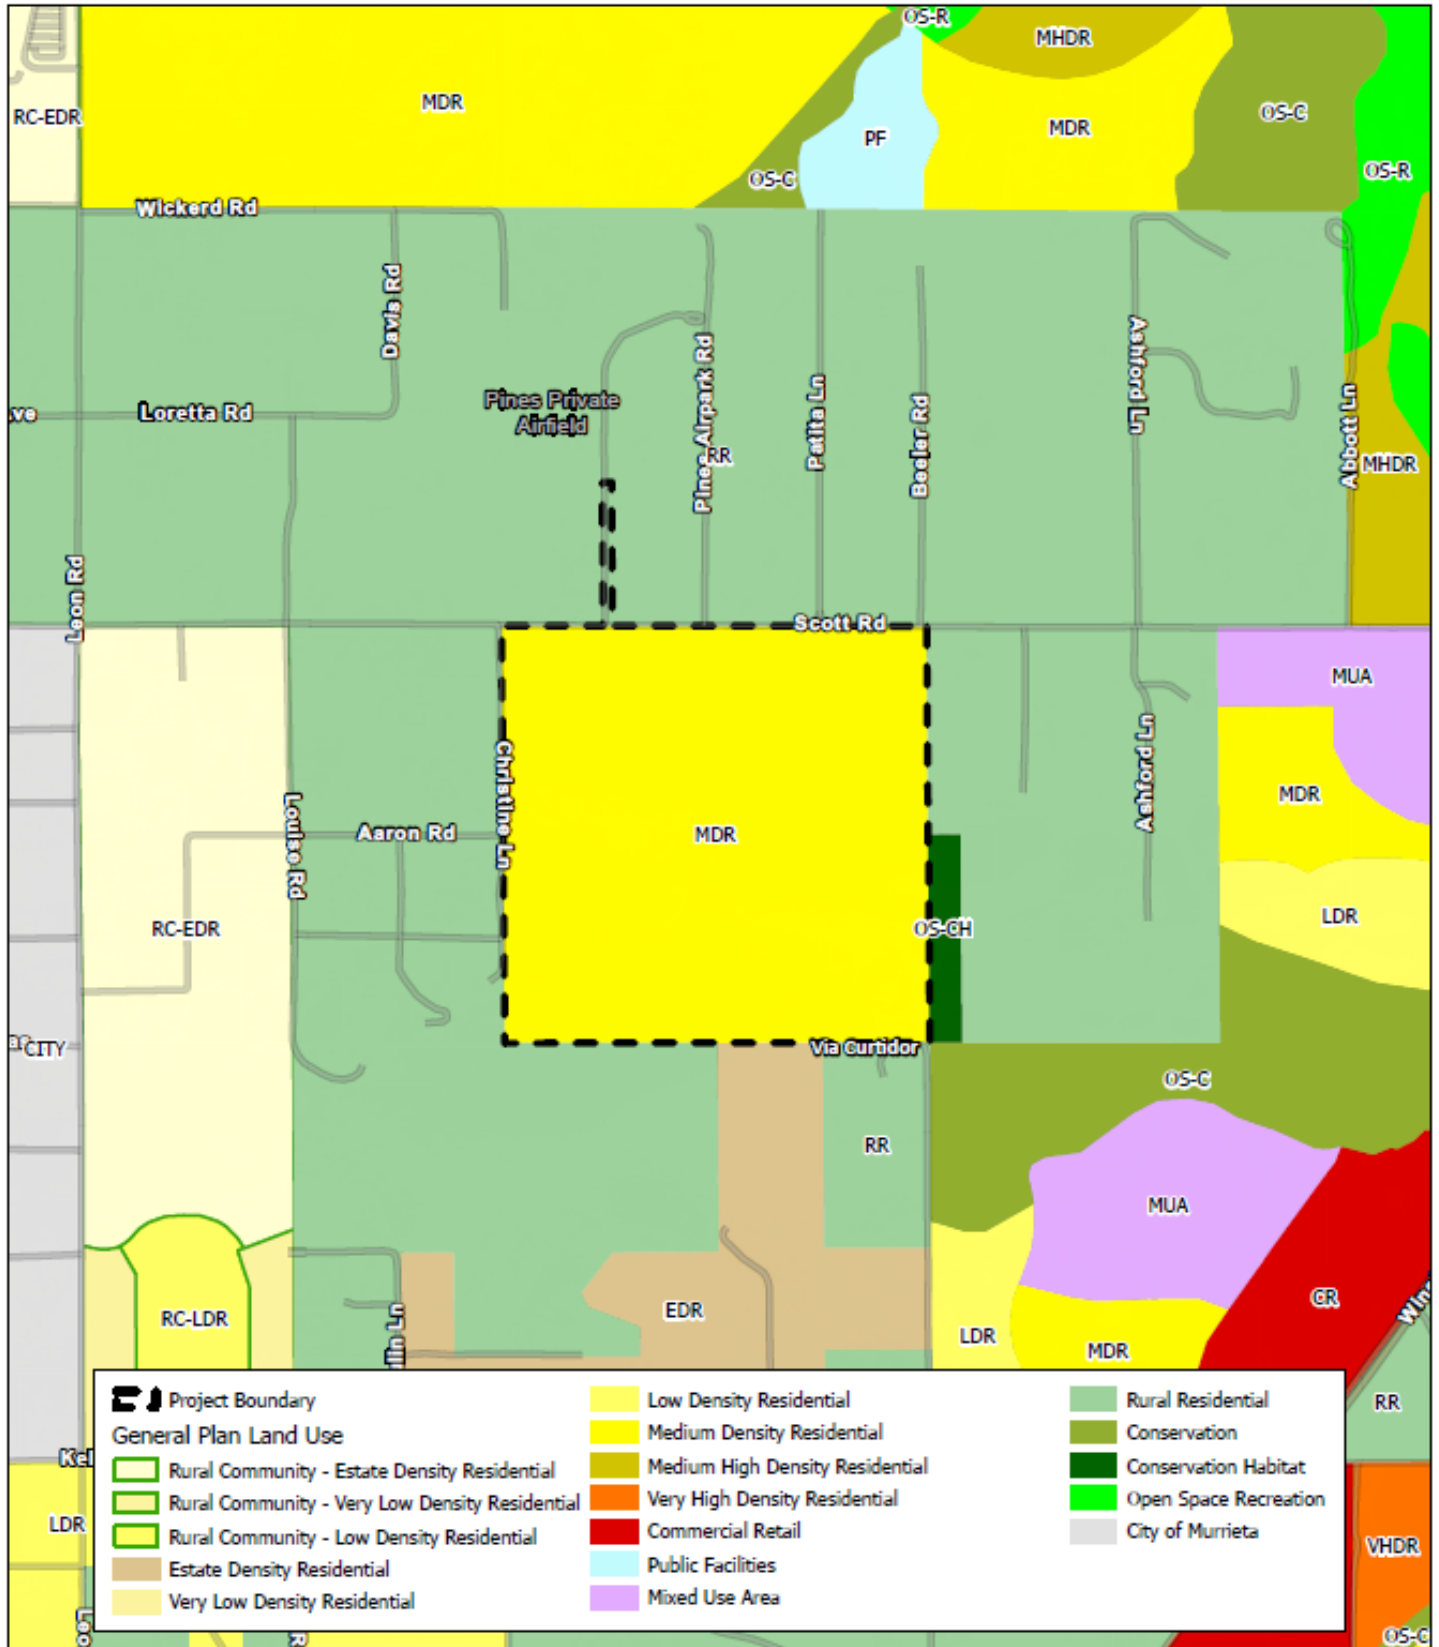 OS-R
MHDR
MDR
RC-EDR
OS-C
MDR
PF
OS-R
OS-C
Wickerd Rd
Davis Rd
Ashford Ln
Pines Airpark Rd
Patita Ln
Beeler Rd
Abbott Ln
Pines Private
Airfield
ve
Loretta Rd
RR
MHDR
Leon Rd
Scott Rd
MUA
Christine Ln
Ashford Ln
MDR
Louise Rd
Aaron Rd
MDR
LDR
RC-EDR
OS-CH
CITY
Via Curtidor
OS-C
RR
MUA
RC-LDR
EDR
CR
LDR
MDR
lin Ln
RR
Project Boundary
General Plan Land Use
Rural Community - Estate Density Residential
Rural Community - Very Low Density Residential
Rural Community - Low Density Residential
Estate Density Residential
Very Low Density Residential
Low Density Residential
Medium Density Residential
Medium High Density Residential
Very High Density Residential
Commercial Retail
Public Facilities
Mixed Use Area
Rural Residential
Conservation
Conservation Habitat
Open Space Recreation
City of Murrieta
Kel
LDR
VHDR
Leo
R
OS-C